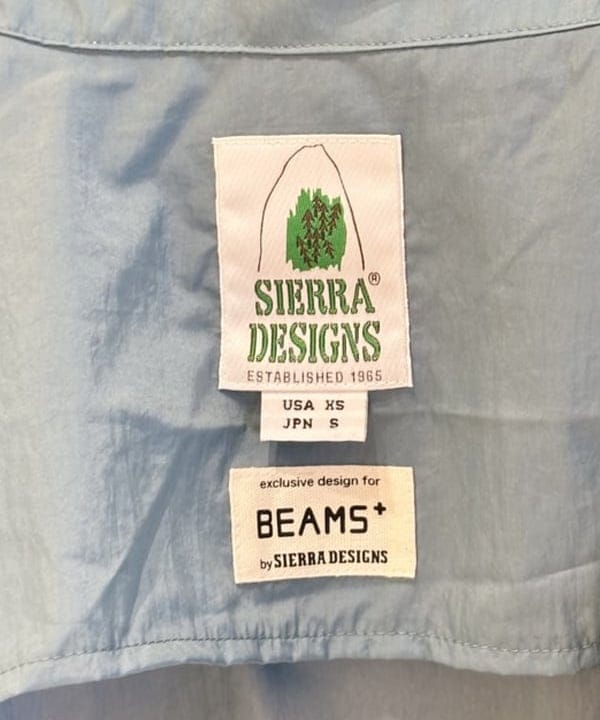 SIERRA®
DESIGNS
ESTABLISHED 1965
USA XS
JPN S
exclusive design for
BEAMS+
by SIERRA DESIGNS